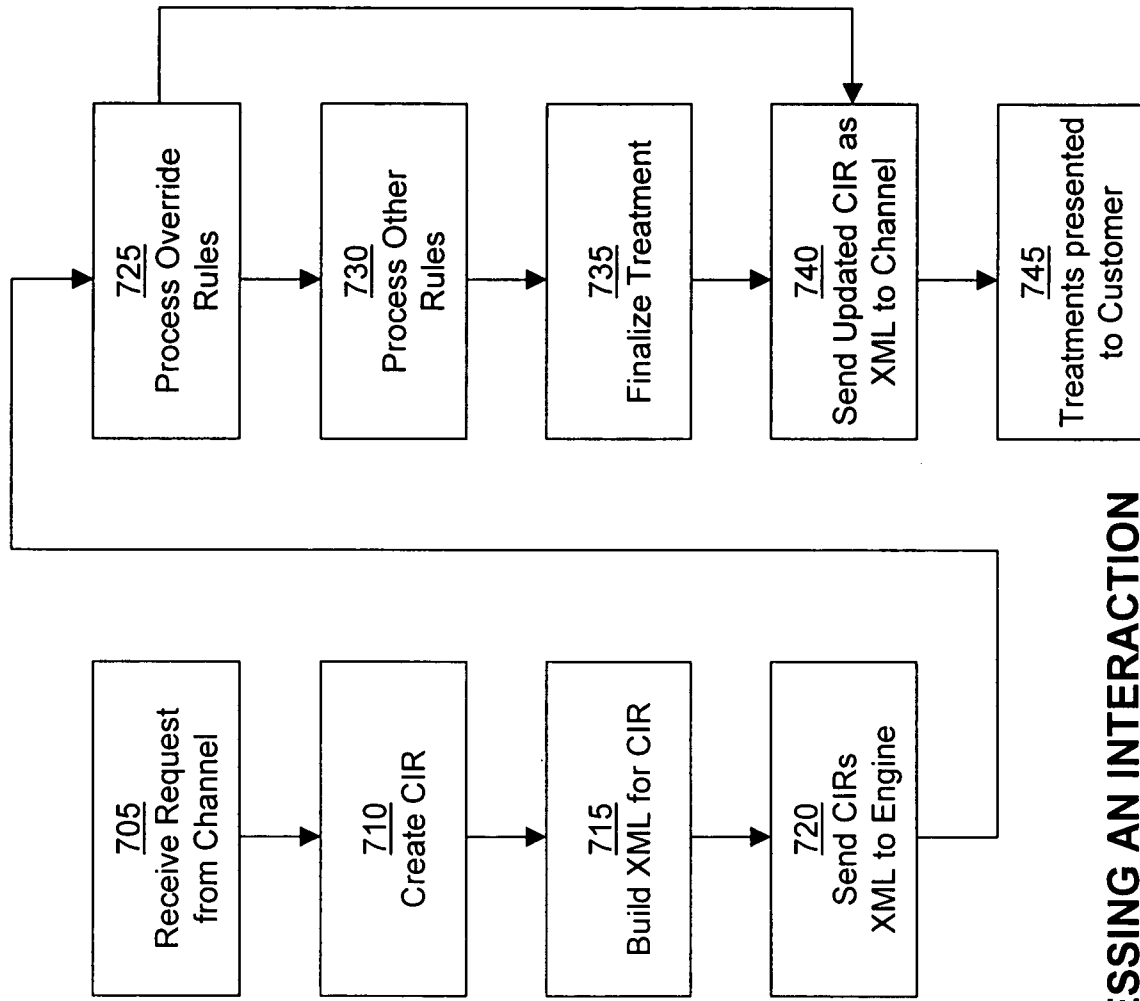 705
Receive Request
from Channel
710
Create CIR
715
Build XML for CIR
720
Send CIRs
XML to Engine
725
Process Override
Rules
730
Process Other
Rules
735
Finalize Treatment
740
Send Updated CIR as
XML to Channel
745
Treatments presented
to Customer
AN INTERACTION